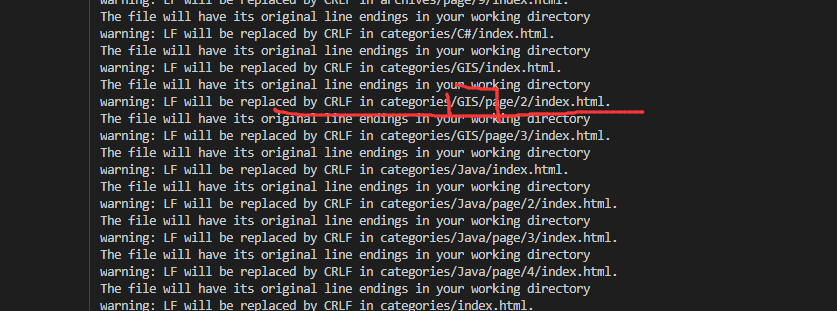 warning: LF will be replaced by CRLF in archives/page/9/index.html.
The file will have its original line endings in your working directory
warning: LF will be replaced by CRLF in categories/C#/index.html.
The file will have its original line endings in your working directory
warning: LF will be replaced by CRLF in categories/GIS/index.html.
The file will have its original line endings in your working directory
warning: LF will be replaced by CRLF in categories/GIS/page/2/index.html.
The file will have its original line endings in your working directory
warning: LF will be replaced by CRLF in categories/GIS/page/3/index.html.
The file will have its original line endings in your working directory
warning: LF will be replaced by CRLF in categories/Java/index.html.
The file will have its original line endings in your working directory
warning: LF will be replaced by CRLF in categories/Java/page/2/index.html.
The file will have its original line endings in your working directory
warning: LF will be replaced by CRLF in categories/Java/page/3/index.html.
The file will have its original line endings in your working directory
warning: LF will be replaced by CRLF in categories/Java/page/4/index.html.
The file will have its original line endings in your working directory
warning: LF will be replaced by CRLF in categories/index.html.